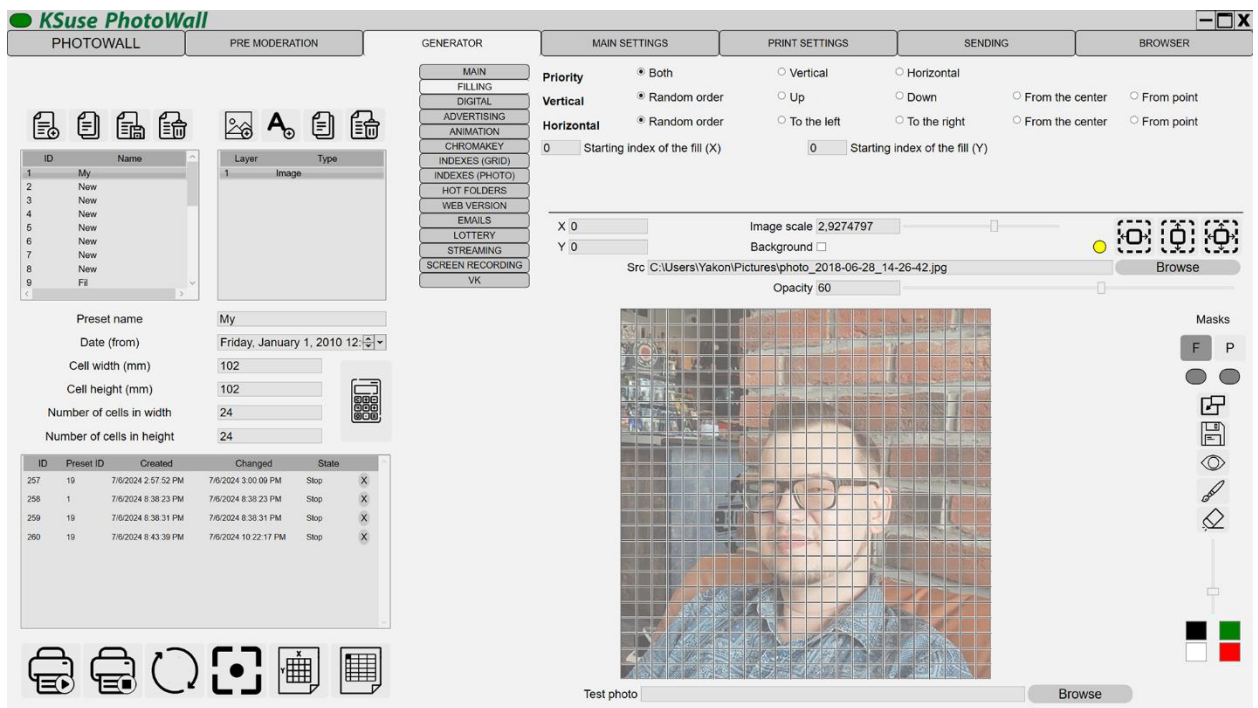 KSuse PhotoWall
PHOTOWALL PRE MODERATION GENERATOR MAIN SETTINGS PRINT SETTINGS SENDING BROWSER
MAIN
FILLING
DIGITAL
ADVERTISING
ANIMATION
CHROMAKEY
INDEXES (GRID)
INDEXES (PHOTO)
HOT FOLDERS
WEB VERSION
EMAILS
LOTTERY
STREAMING
SCREEN RECORDING
VK
Priority Both Vertical Horizontal
Vertical Random order Up Down From the center From point
Horizontal Random order To the left To the right From the center From point
0 Starting index of the fill (X) 0 Starting index of the fill (Y)
ID Name
1 My
2 New
3 New
4 New
5 New
6 New
7 New
8 New
9 Fil
Layer Type
1 Image
X 0 Image scale 2,9274797
Y 0 Background
Src C:\Users\Yakon\Pictures\photo_2018-06-28_14-26-42.jpg Browse
Opacity 60
Preset name My
Date (from) Friday, January 1, 2010 12:
Cell width (mm) 102
Cell height (mm) 102
Number of cells in width 24
Number of cells in height 24
ID Preset ID Created Changed State
257 19 7/6/2024 2:57:52 PM 7/6/2024 3:00:09 PM Stop X
258 1 7/6/2024 8:38:23 PM 7/6/2024 8:38:23 PM Stop X
259 19 7/6/2024 8:38:31 PM 7/6/2024 8:38:31 PM Stop X
260 19 7/6/2024 8:43:39 PM 7/6/2024 10:22:17 PM Stop X
Masks
F P
X
Y
Test photo Browse